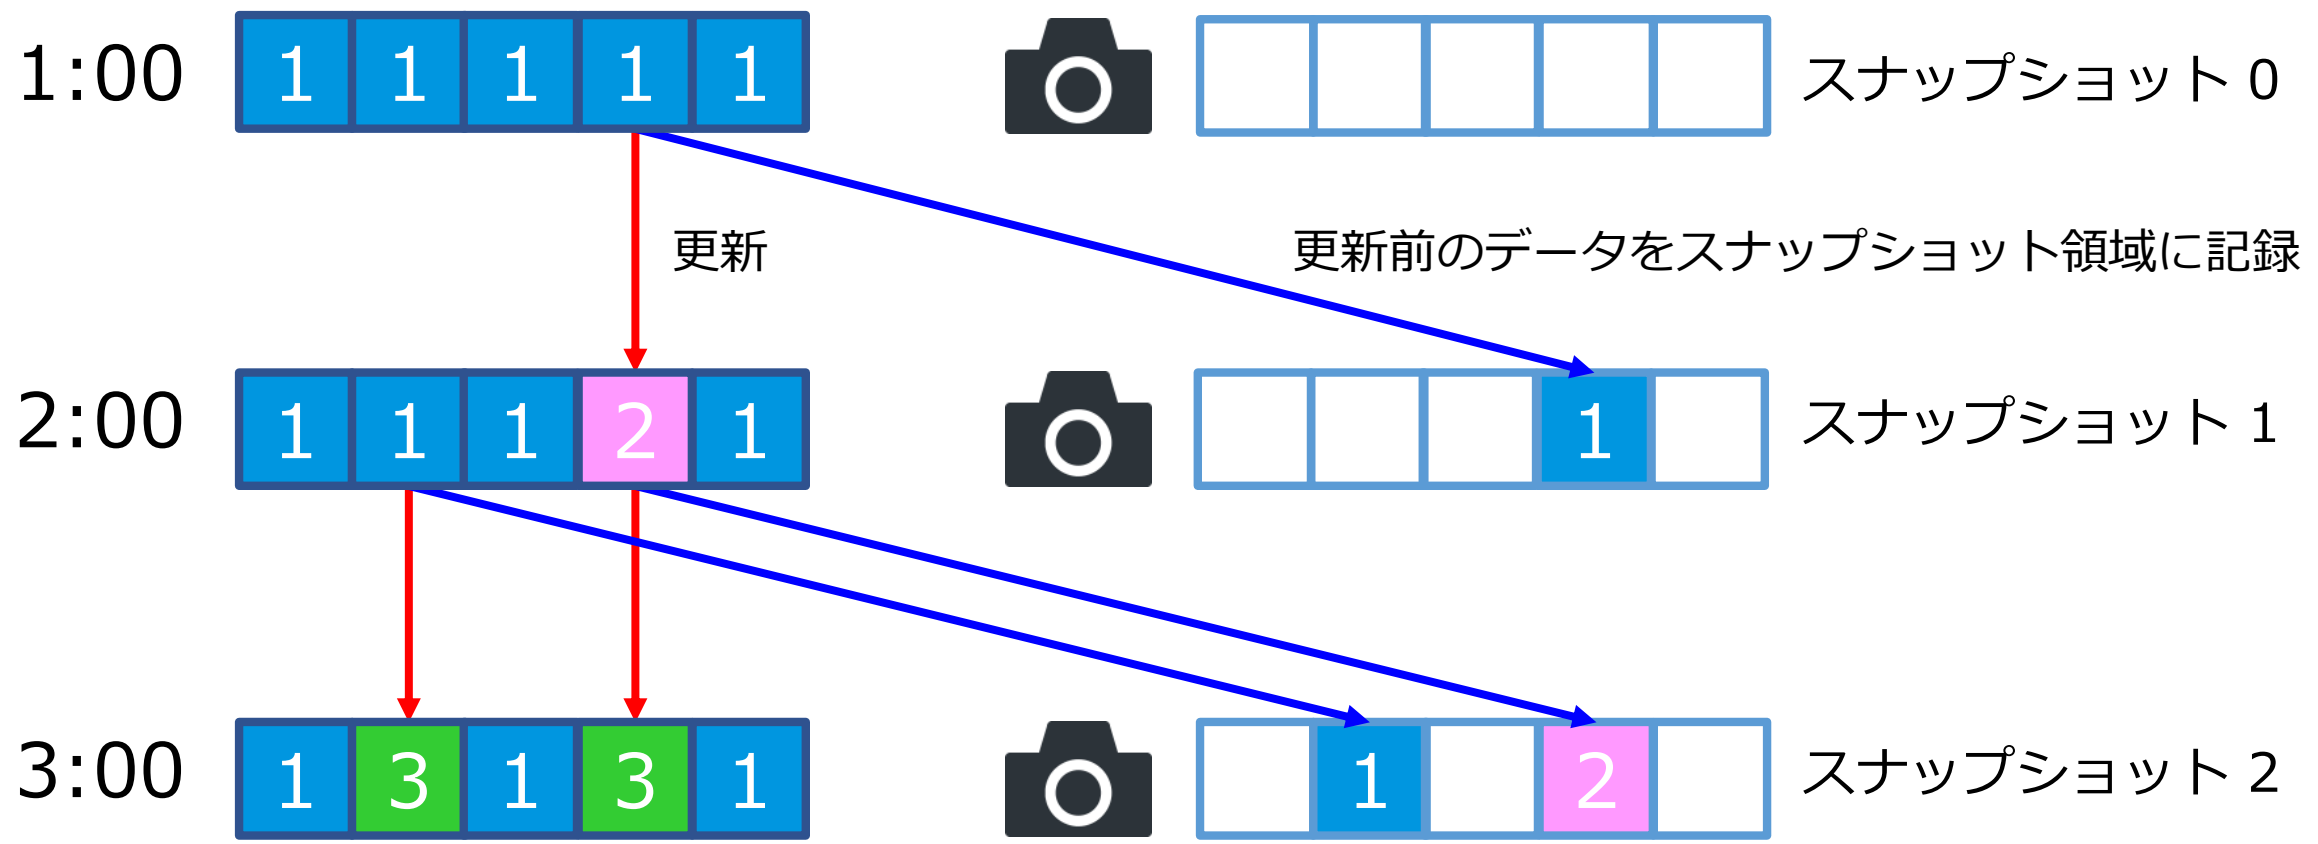 1:00 1 1 1 1 1 スナップショット 0
更新 更新前のデータをスナップショット領域に記録
2:00 1 1 1 2 1 1 スナップショット 1
3:00 1 3 1 3 1 1 2 スナップショット 2